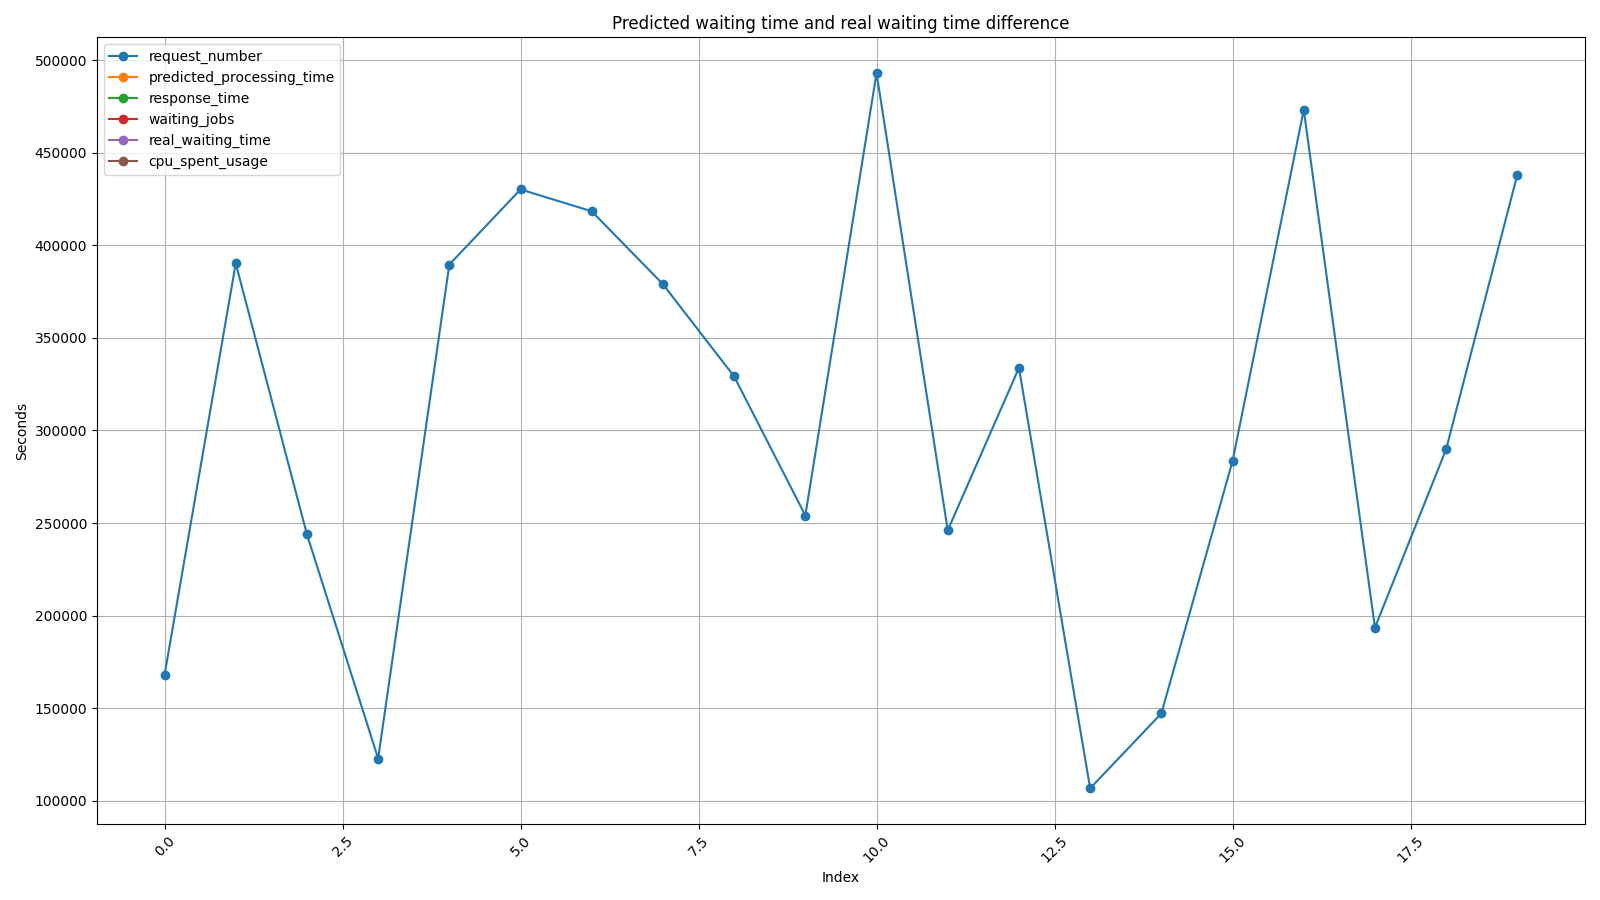 Predicted waiting time and real waiting time difference
request_number
predicted_processing_time
response_time
waiting_jobs
real_waiting_time
cpu_spent_usage
500000
450000
400000
350000
300000
250000
200000
150000
100000
Seconds
0.0
2.5
5.0
7.5
10.0
12.5
15.0
17.5
Index